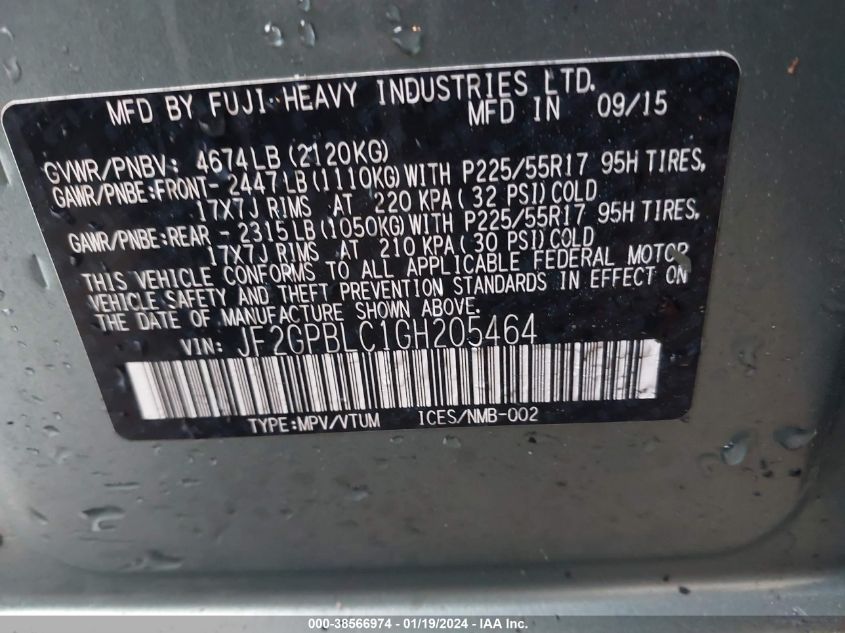 MFD BY FUJI HEAVY INDUSTRIES LTD.
MFD IN 09/15
GVWR/PNBV: 4674LB (2120KG)
GAWR/PNBE:FRONT- 2447LB(1110KG)WITH P225/55R17 95H TIRES,
17X7J RIMS AT 220 KPA( 32 PSI)COLD
GAWR/PNBE:REAR - 2315LB(1050KG)WITH P225/55R17 95H TIRES,
17X7J RIMS AT 210 KPA( 30 PSI)COLD
THIS VEHICLE CONFORMS TO ALL APPLICABLE FEDERAL MOTOR
VEHICLE SAFETY AND THEFT PREVENTION STANDARDS IN EFFECT ON
THE DATE OF MANUFACTURE SHOWN ABOVE.
VIN: JF2GPBLC1GH205464
TYPE:MPV/VTUM ICES/NMB-002
000-38566974 - 01/19/2024 - IAA Inc.